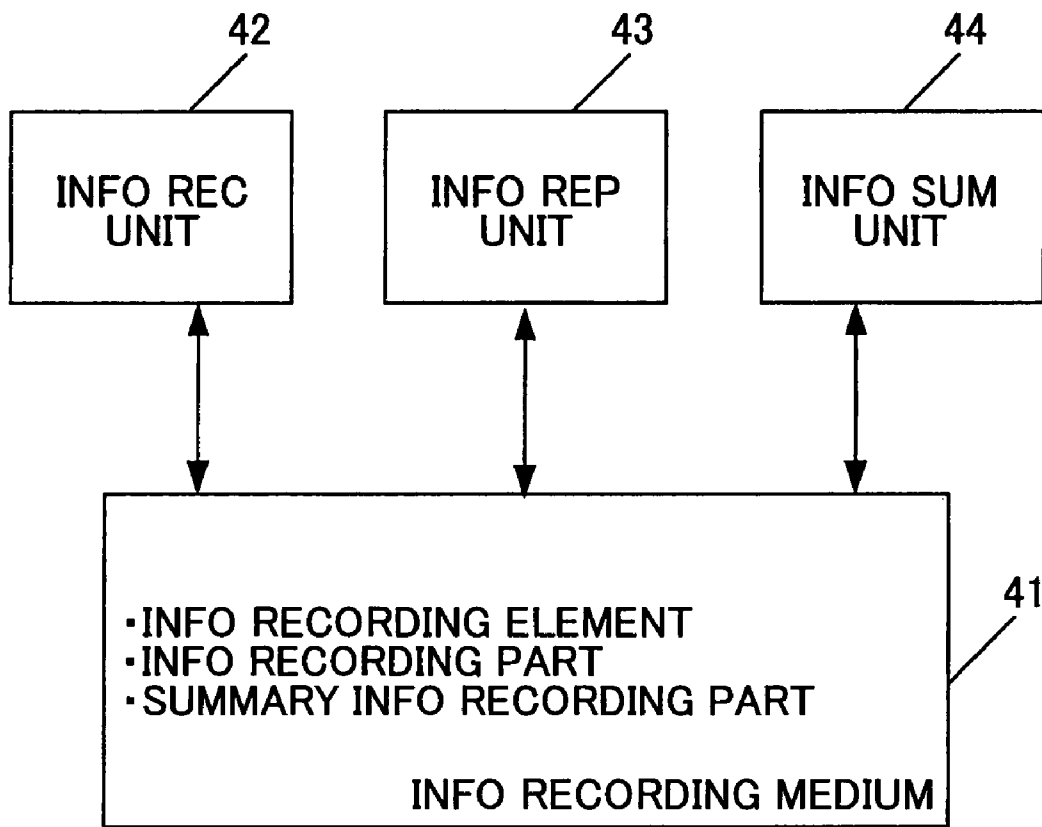 42
43
44
INFO REC
UNIT
INFO REP
UNIT
INFO SUM
UNIT
41
・INFO RECORDING ELEMENT
・INFO RECORDING PART
・SUMMARY INFO RECORDING PART
INFO RECORDING MEDIUM